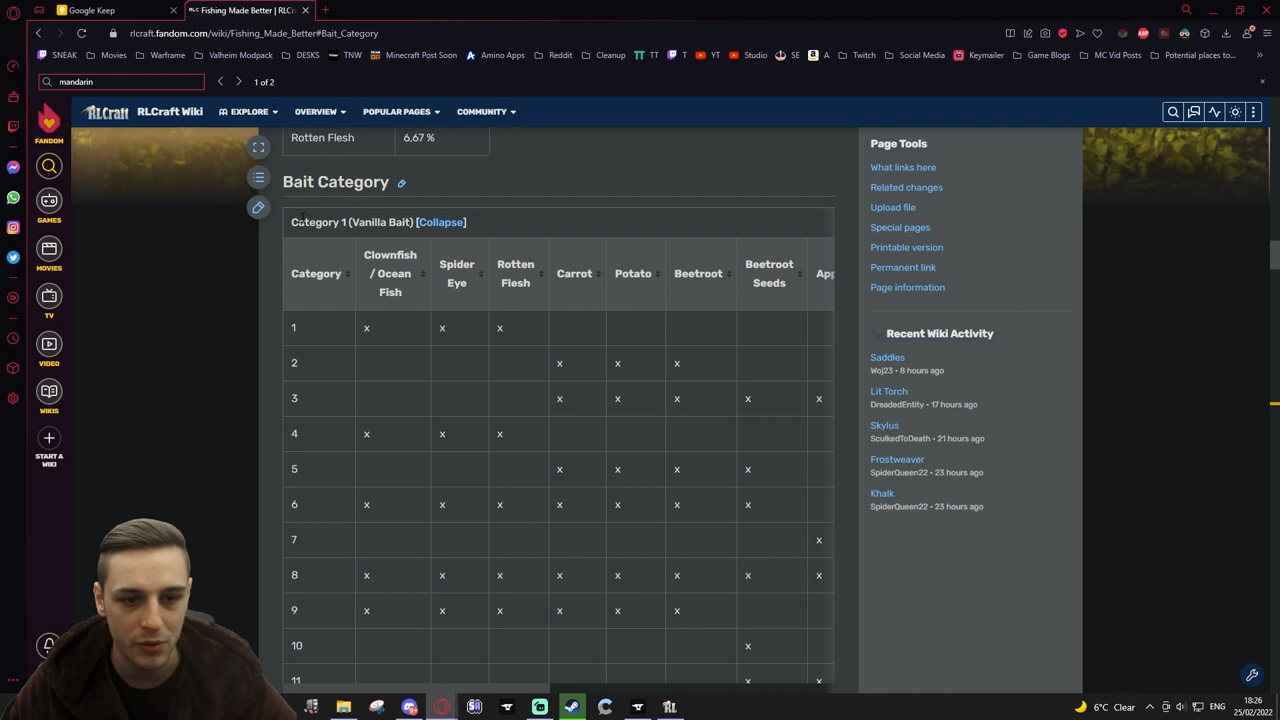 Google Keep
RLC Fishing Made Better | RLCra
rlcraft.fandom.com/wiki/Fishing_Made_Better#Bait_Category
SNEAK Movies Warframe DESKS TNW Minecraft Post Soon Amino Apps Reddit Cleanup TT T YT Studio SE A Twitch Social Media Keymailer Game Blogs MC Vid Posts Potential places...
mandarin 1 of 2
RLCraft RLCraft Wiki EXPLORE OVERVIEW POPULAR PAGES COMMUNITY
FANDOM
GAMES
MOVIES
TV
VIDEO
WIKIS
START A
WIKI
Rotten Flesh 6,67 %
Bait Category
Category 1 (Vanilla Bait) [Collapse]
Category Clownfish / Ocean Fish Spider Eye Rotten Flesh Carrot Potato Beetroot Beetroot Seeds App
1 x x x
2 x x x
3 x x x x x
4 x x x
5 x x x x
6 x x x x x x x
7 x
8 x x x x x x x x
9 x x x x x x
10 x
11 x x
Page Tools
What links here
Related changes
Upload file
Special pages
Printable version
Permanent link
Page information
Recent Wiki Activity
Saddles
Woj23 • 8 hours ago
Lit Torch
DreadedEntity • 17 hours ago
Skylus
SculkedToDeath • 21 hours ago
Frostweaver
SpiderQueen22 • 23 hours ago
Khalk
SpiderQueen22 • 23 hours ago
6°C Clear ENG 18:26
25/02/2022